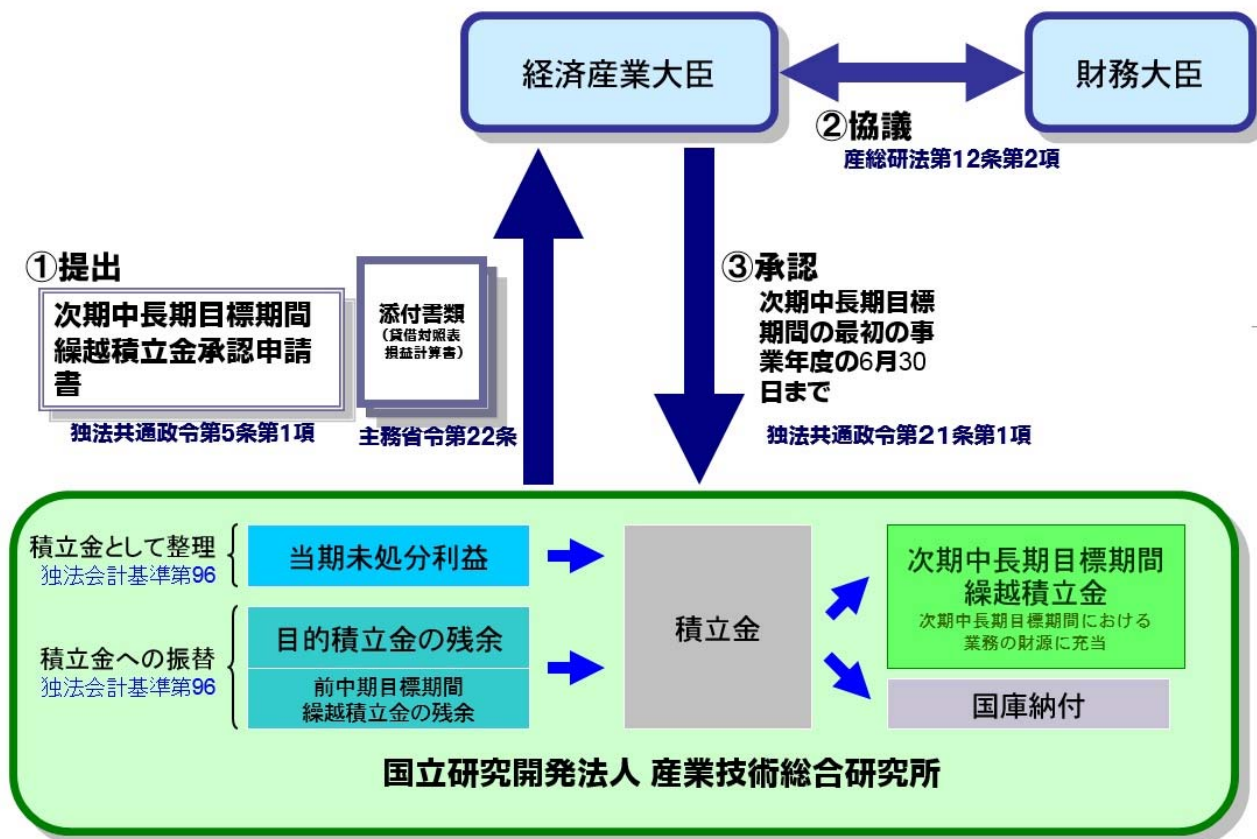 経済産業大臣
財務大臣
②協議
産総研法第12条第2項
①提出
次期中長期目標期間
繰越積立金承認申請
書
独法共通政令第5条第1項
添付書類
(貸借対照表
損益計算書)
主務省令第22条
③承認
次期中長期目標
期間の最初の事
業年度の6月30
日まで
独法共通政令第21条第1項
積立金として整理
独法会計基準第96
当期未処分利益
積立金への振替
独法会計基準第96
目的積立金の残余
前中期目標期間
繰越積立金の残余
積立金
次期中長期目標期間
繰越積立金
次期中長期目標期間における
業務の財源に充当
国庫納付
国立研究開発法人 産業技術総合研究所